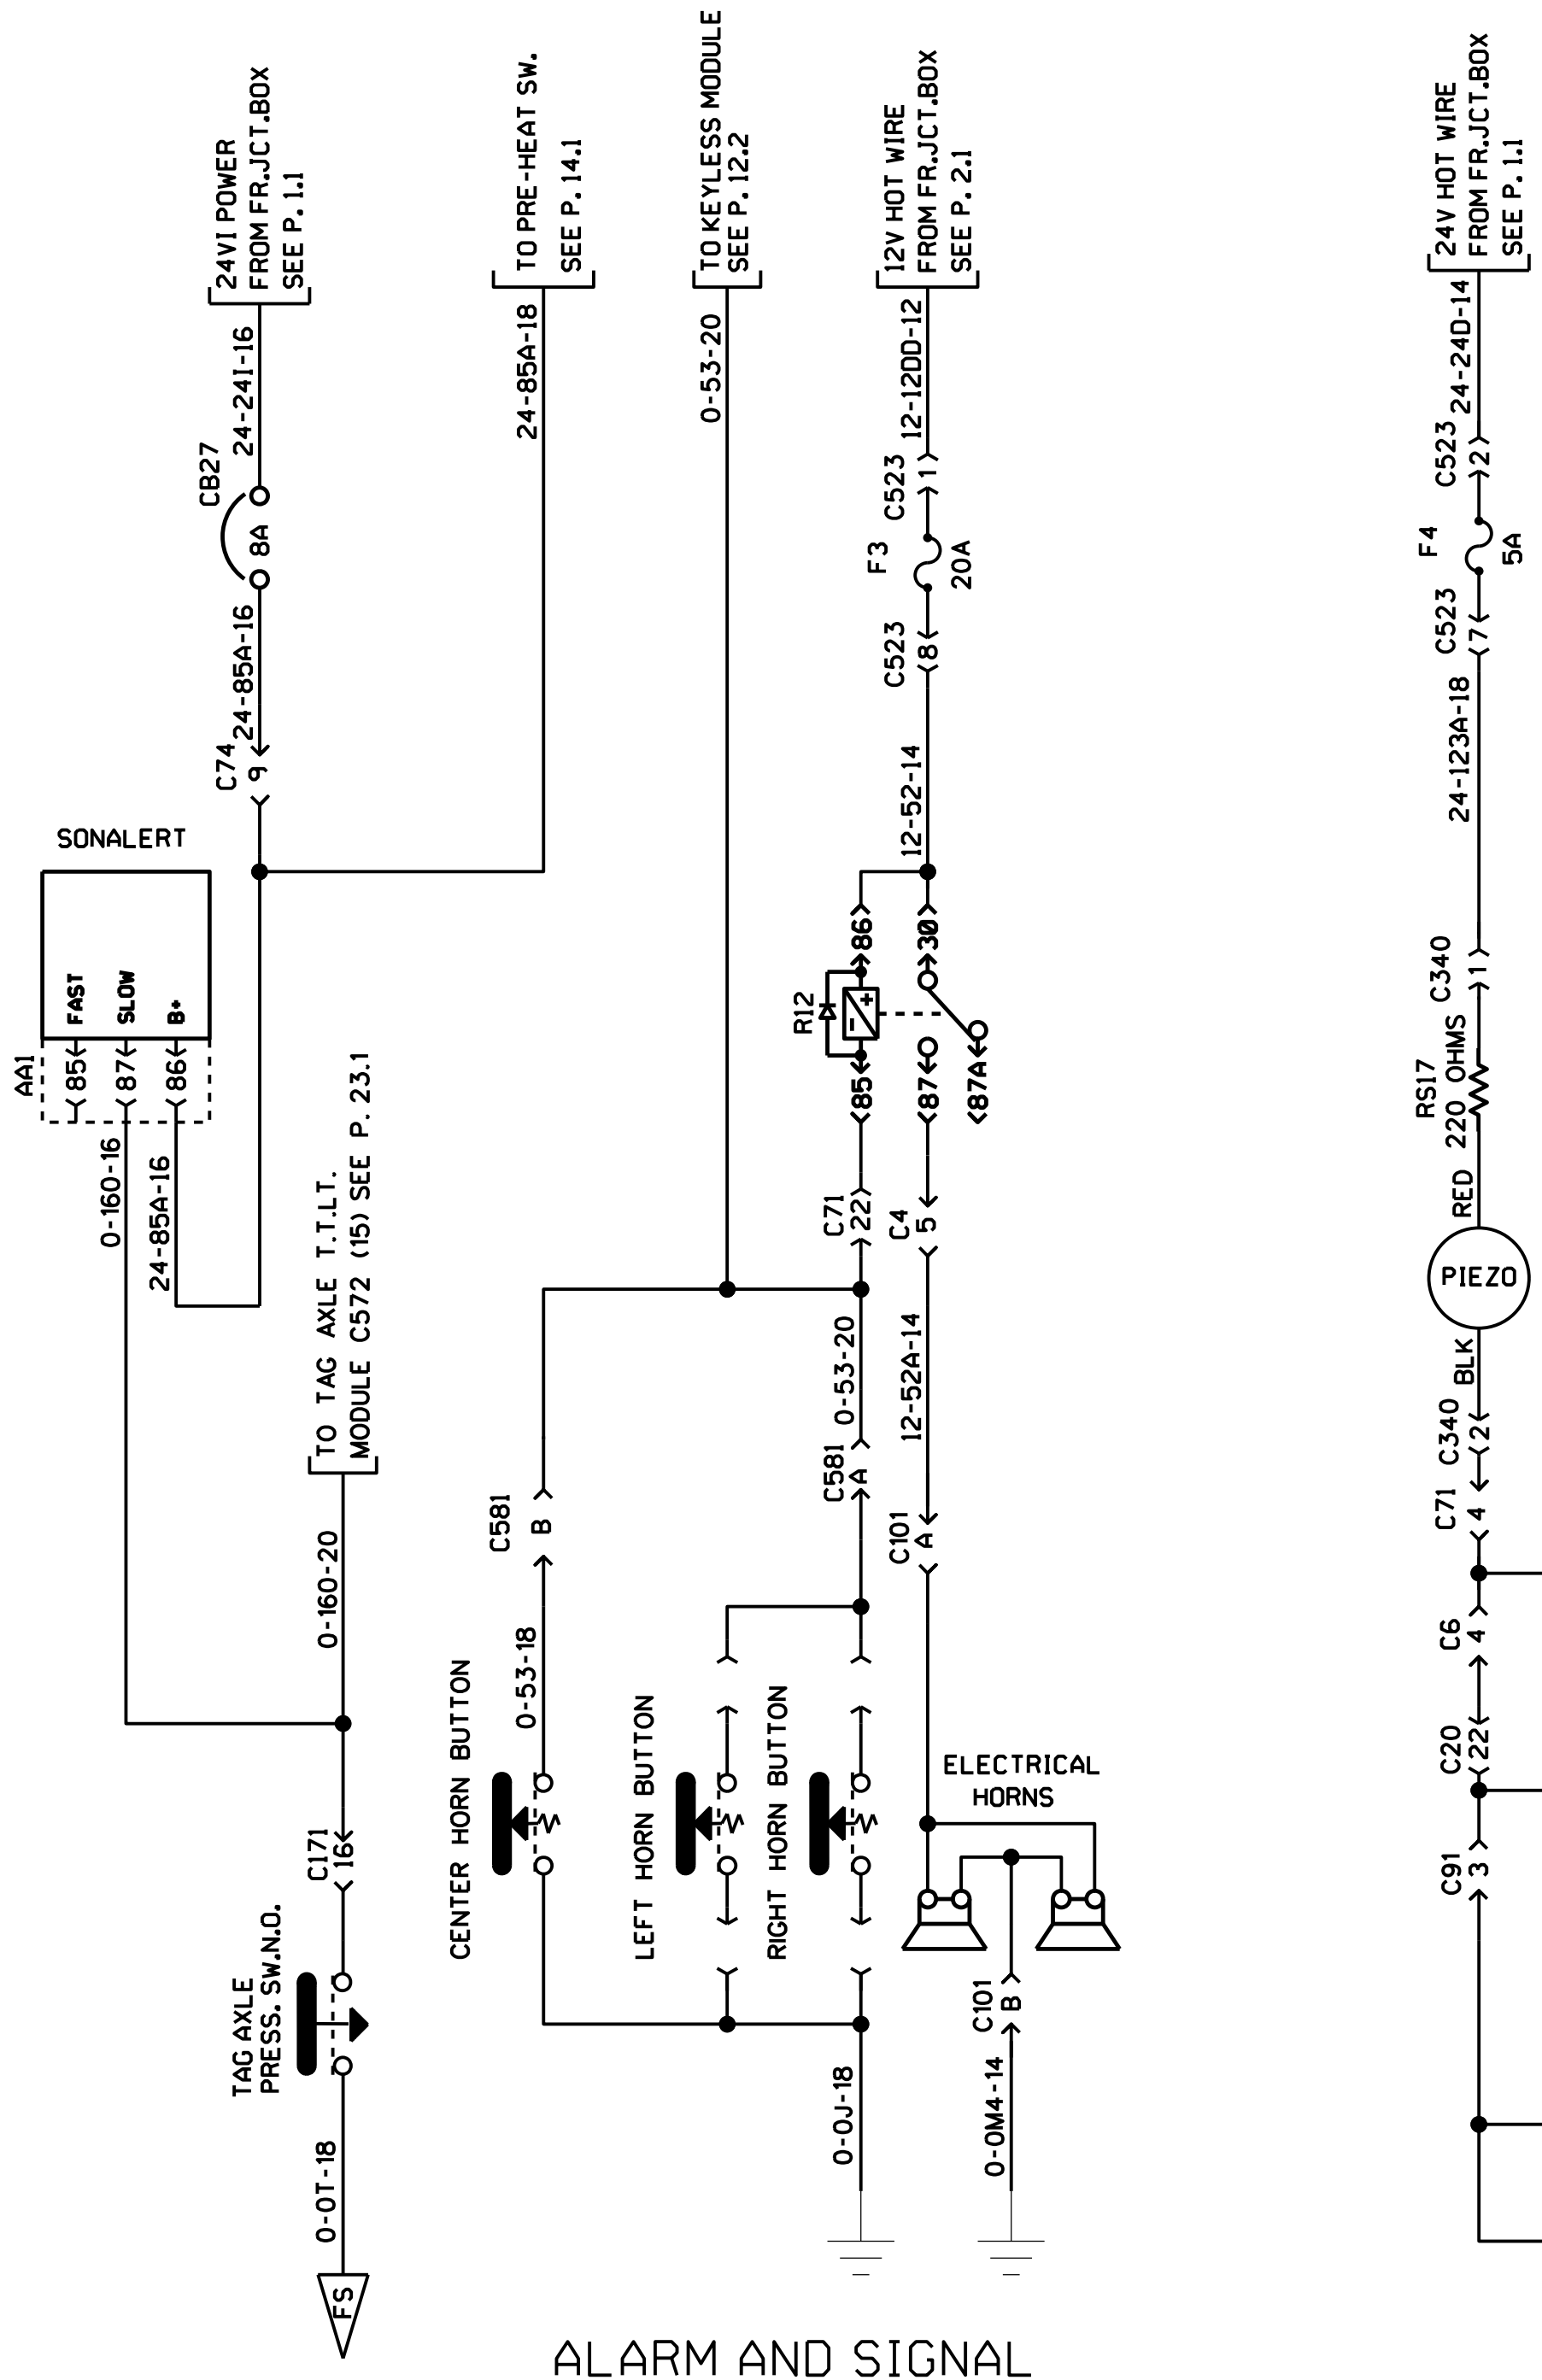 24VI POWER
FROM FR.JCT.BOX
SEE P. 1.1
24-24I-16
CB27
8A
24-85A-16
C74
9
SONALERT
FAST
SLOW
B+
AA1
85
87
86
0-160-16
24-85A-16
TO TAG AXLE T.T.LT.
MODULE C572 (15) SEE P. 23.1
0-160-20
C171
16
TAG AXLE
PRESS. SW.N.O.
0-0T-18
FS
TO PRE-HEAT SW.
SEE P. 14.1
24-85A-18
TO KEYLESS MODULE
SEE P. 12.2
0-53-20
12V HOT WIRE
FROM FR.JCT.BOX
SEE P. 2.1
12-12DD-12
C523
1
F3
20A
C523
8
12-52-14
86
30
R12
- +
85
87
87A
C71
22
C4
5
0-53-20
12-52A-14
C581
B
C581
A
C101
A
0-53-18
CENTER HORN BUTTON
LEFT HORN BUTTON
RIGHT HORN BUTTON
ELECTRICAL
HORNS
C101
B
0-0J-18
0-0M4-14
24V HOT WIRE
FROM FR.JCT.BOX
SEE P. 1.1
24-24D-14
C523
2
F4
5A
C523
7
24-123A-18
C340
1
RS17
220 OHMS
RED
PIEZO
BLK
C340
2
C71
4
C6
4
C20
22
C91
3
ALARM AND SIGNAL